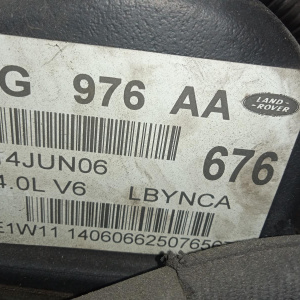 G 976 AA
LAND-
ROVER
4JUN06 676
4.0L V6 LBYNCA
E1W11 1406066250765